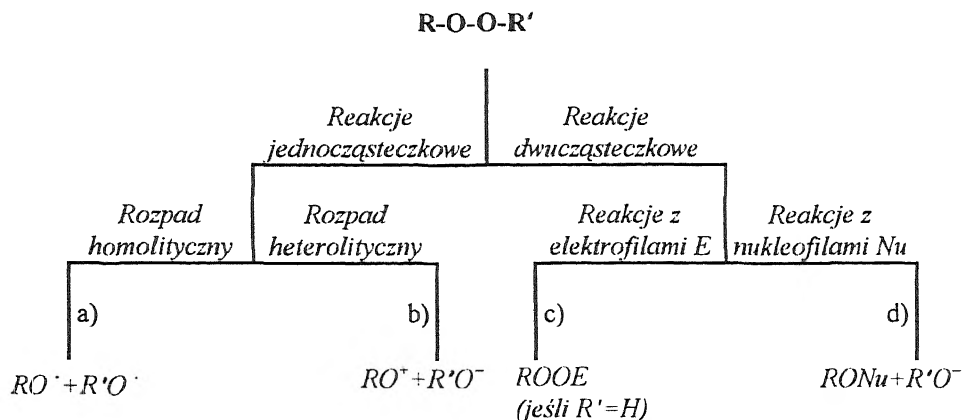 R-O-O-R'
Reakcje
jednocząsteczkowe
Reakcje
dwucząsteczkowe
Rozpad
homolityczny
Rozpad
heterolityczny
Reakcje z
elektrofilami E
Reakcje z
nukleofilami Nu
a)
b)
c)
d)
RO˙+R'O˙
RO⁺+R'O⁻
ROOE
(jeśli R'=H)
RONu+R'O⁻